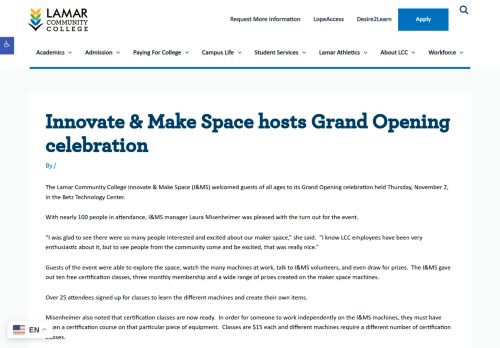 LAMAR
COMMUNITY
COLLEGE
Request More Information LopeAccess Desire2Learn Apply
Academics Admission Paying For College Campus Life Student Services Lamar Athletics About LCC Workforce
Innovate & Make Space hosts Grand Opening
celebration
By /
The Lamar Community College Innovate & Make Space (I&MS) welcomed guests of all ages to its Grand Opening celebration held Thursday, November 2,
in the Betz Technology Center.
With nearly 100 people in attendance, I&MS manager Laura Misenheimer was pleased with the turn out for the event.
"I was glad to see there were so many people interested and excited about our maker space," she said. "I know LCC employees have been very
enthusiastic about it, but to see people from the community come and be excited, that was really nice."
Guests of the event were able to explore the space, watch the many machines at work, talk to I&MS volunteers, and even draw for prizes. The I&MS gave
out ten free certification classes, three monthly membership and a wide range of prizes created on the maker space machines.
Over 25 attendees signed up for classes to learn the different machines and create their own items.
Misenheimer also noted that certification classes are now ready. In order for someone to work independently on the I&MS machines, they must have
a certification course on that particular piece of equipment. Classes are $15 each and different machines require a different number of certification
EN